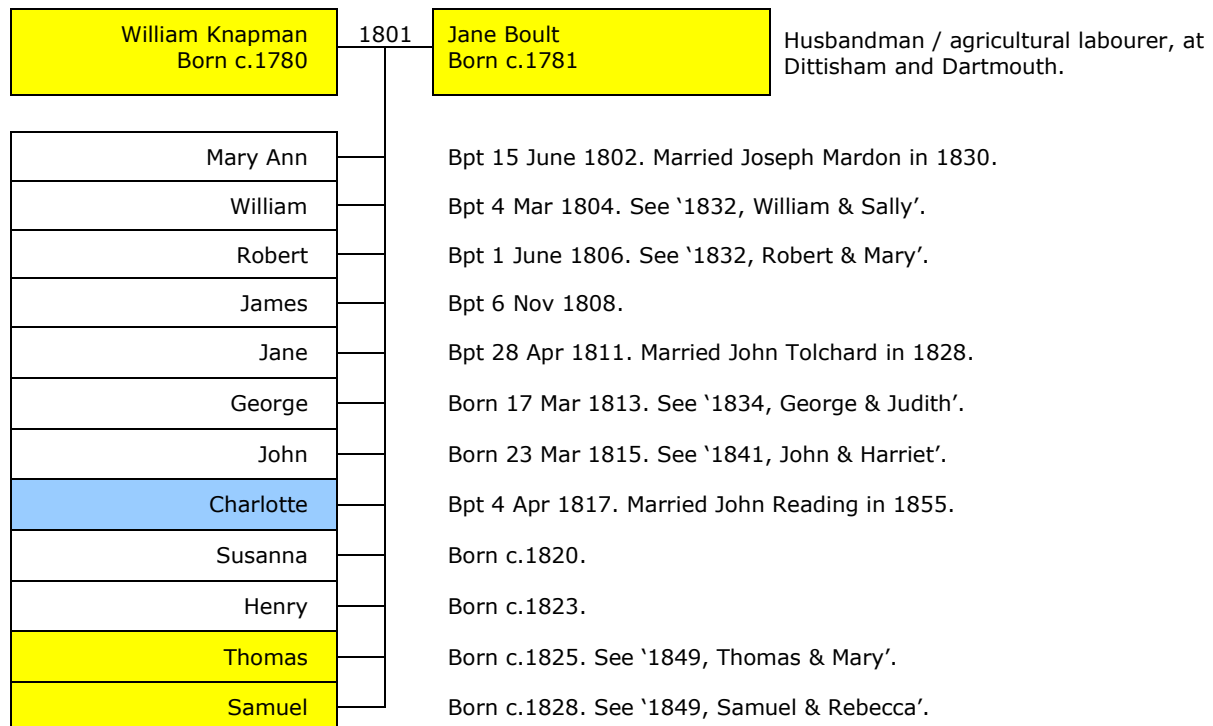 William Knapman
Born c.1780
1801
Jane Boult
Born c.1781
Husbandman / agricultural labourer, at
Dittisham and Dartmouth.
Mary Ann
Bpt 15 June 1802. Married Joseph Mardon in 1830.
William
Bpt 4 Mar 1804. See ‘1832, William & Sally’.
Robert
Bpt 1 June 1806. See ‘1832, Robert & Mary’.
James
Bpt 6 Nov 1808.
Jane
Bpt 28 Apr 1811. Married John Tolchard in 1828.
George
Born 17 Mar 1813. See ‘1834, George & Judith’.
John
Born 23 Mar 1815. See ‘1841, John & Harriet’.
Charlotte
Bpt 4 Apr 1817. Married John Reading in 1855.
Susanna
Born c.1820.
Henry
Born c.1823.
Thomas
Born c.1825. See ‘1849, Thomas & Mary’.
Samuel
Born c.1828. See ‘1849, Samuel & Rebecca’.